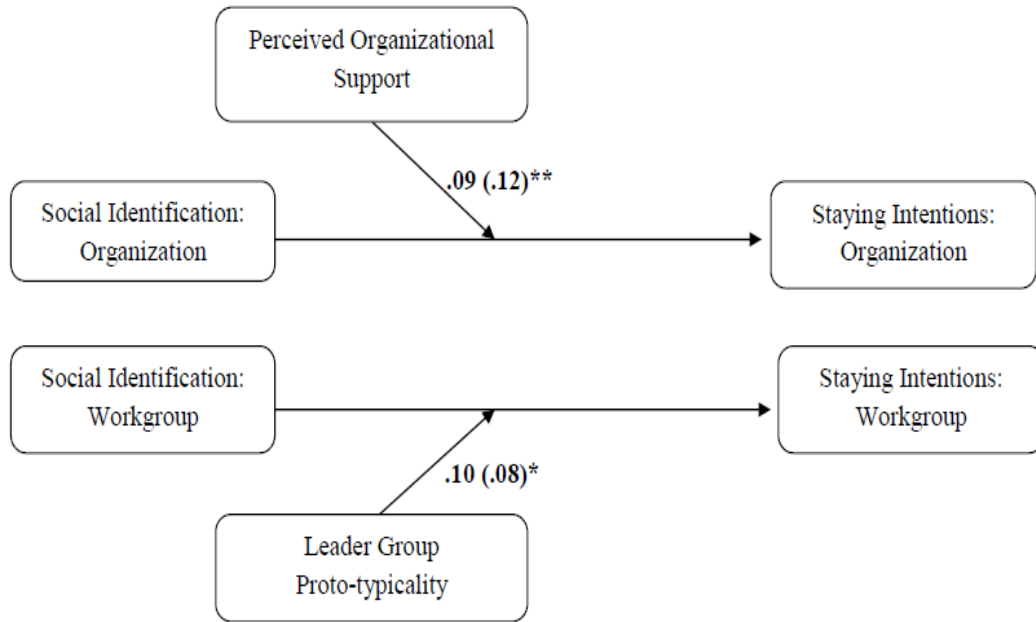 Perceived Organizational
Support
.09 (.12)**
Social Identification:
Organization
Staying Intentions:
Organization
Social Identification:
Workgroup
Staying Intentions:
Workgroup
.10 (.08)*
Leader Group
Proto-typicality